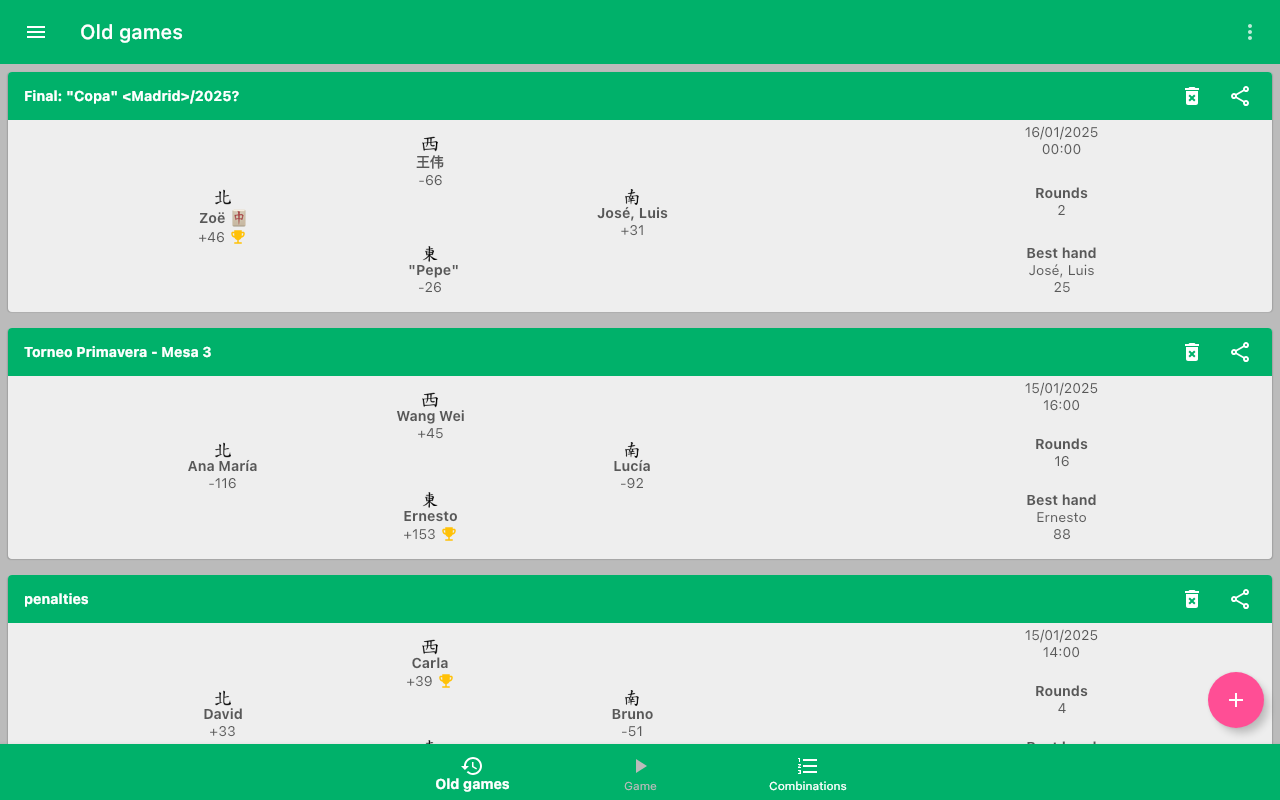 Old games
Final: "Copa" <Madrid>/2025?
西
王伟
-66
北
Zoë 🀄
+46
南
José, Luis
+31
東
"Pepe"
-26
16/01/2025
00:00
Rounds
2
Best hand
José, Luis
25
Torneo Primavera - Mesa 3
西
Wang Wei
+45
北
Ana María
-116
南
Lucía
-92
東
Ernesto
+153
15/01/2025
16:00
Rounds
16
Best hand
Ernesto
88
penalties
西
Carla
+39
北
David
+33
南
Bruno
-51
15/01/2025
14:00
Rounds
4
Old games
Game
Combinations